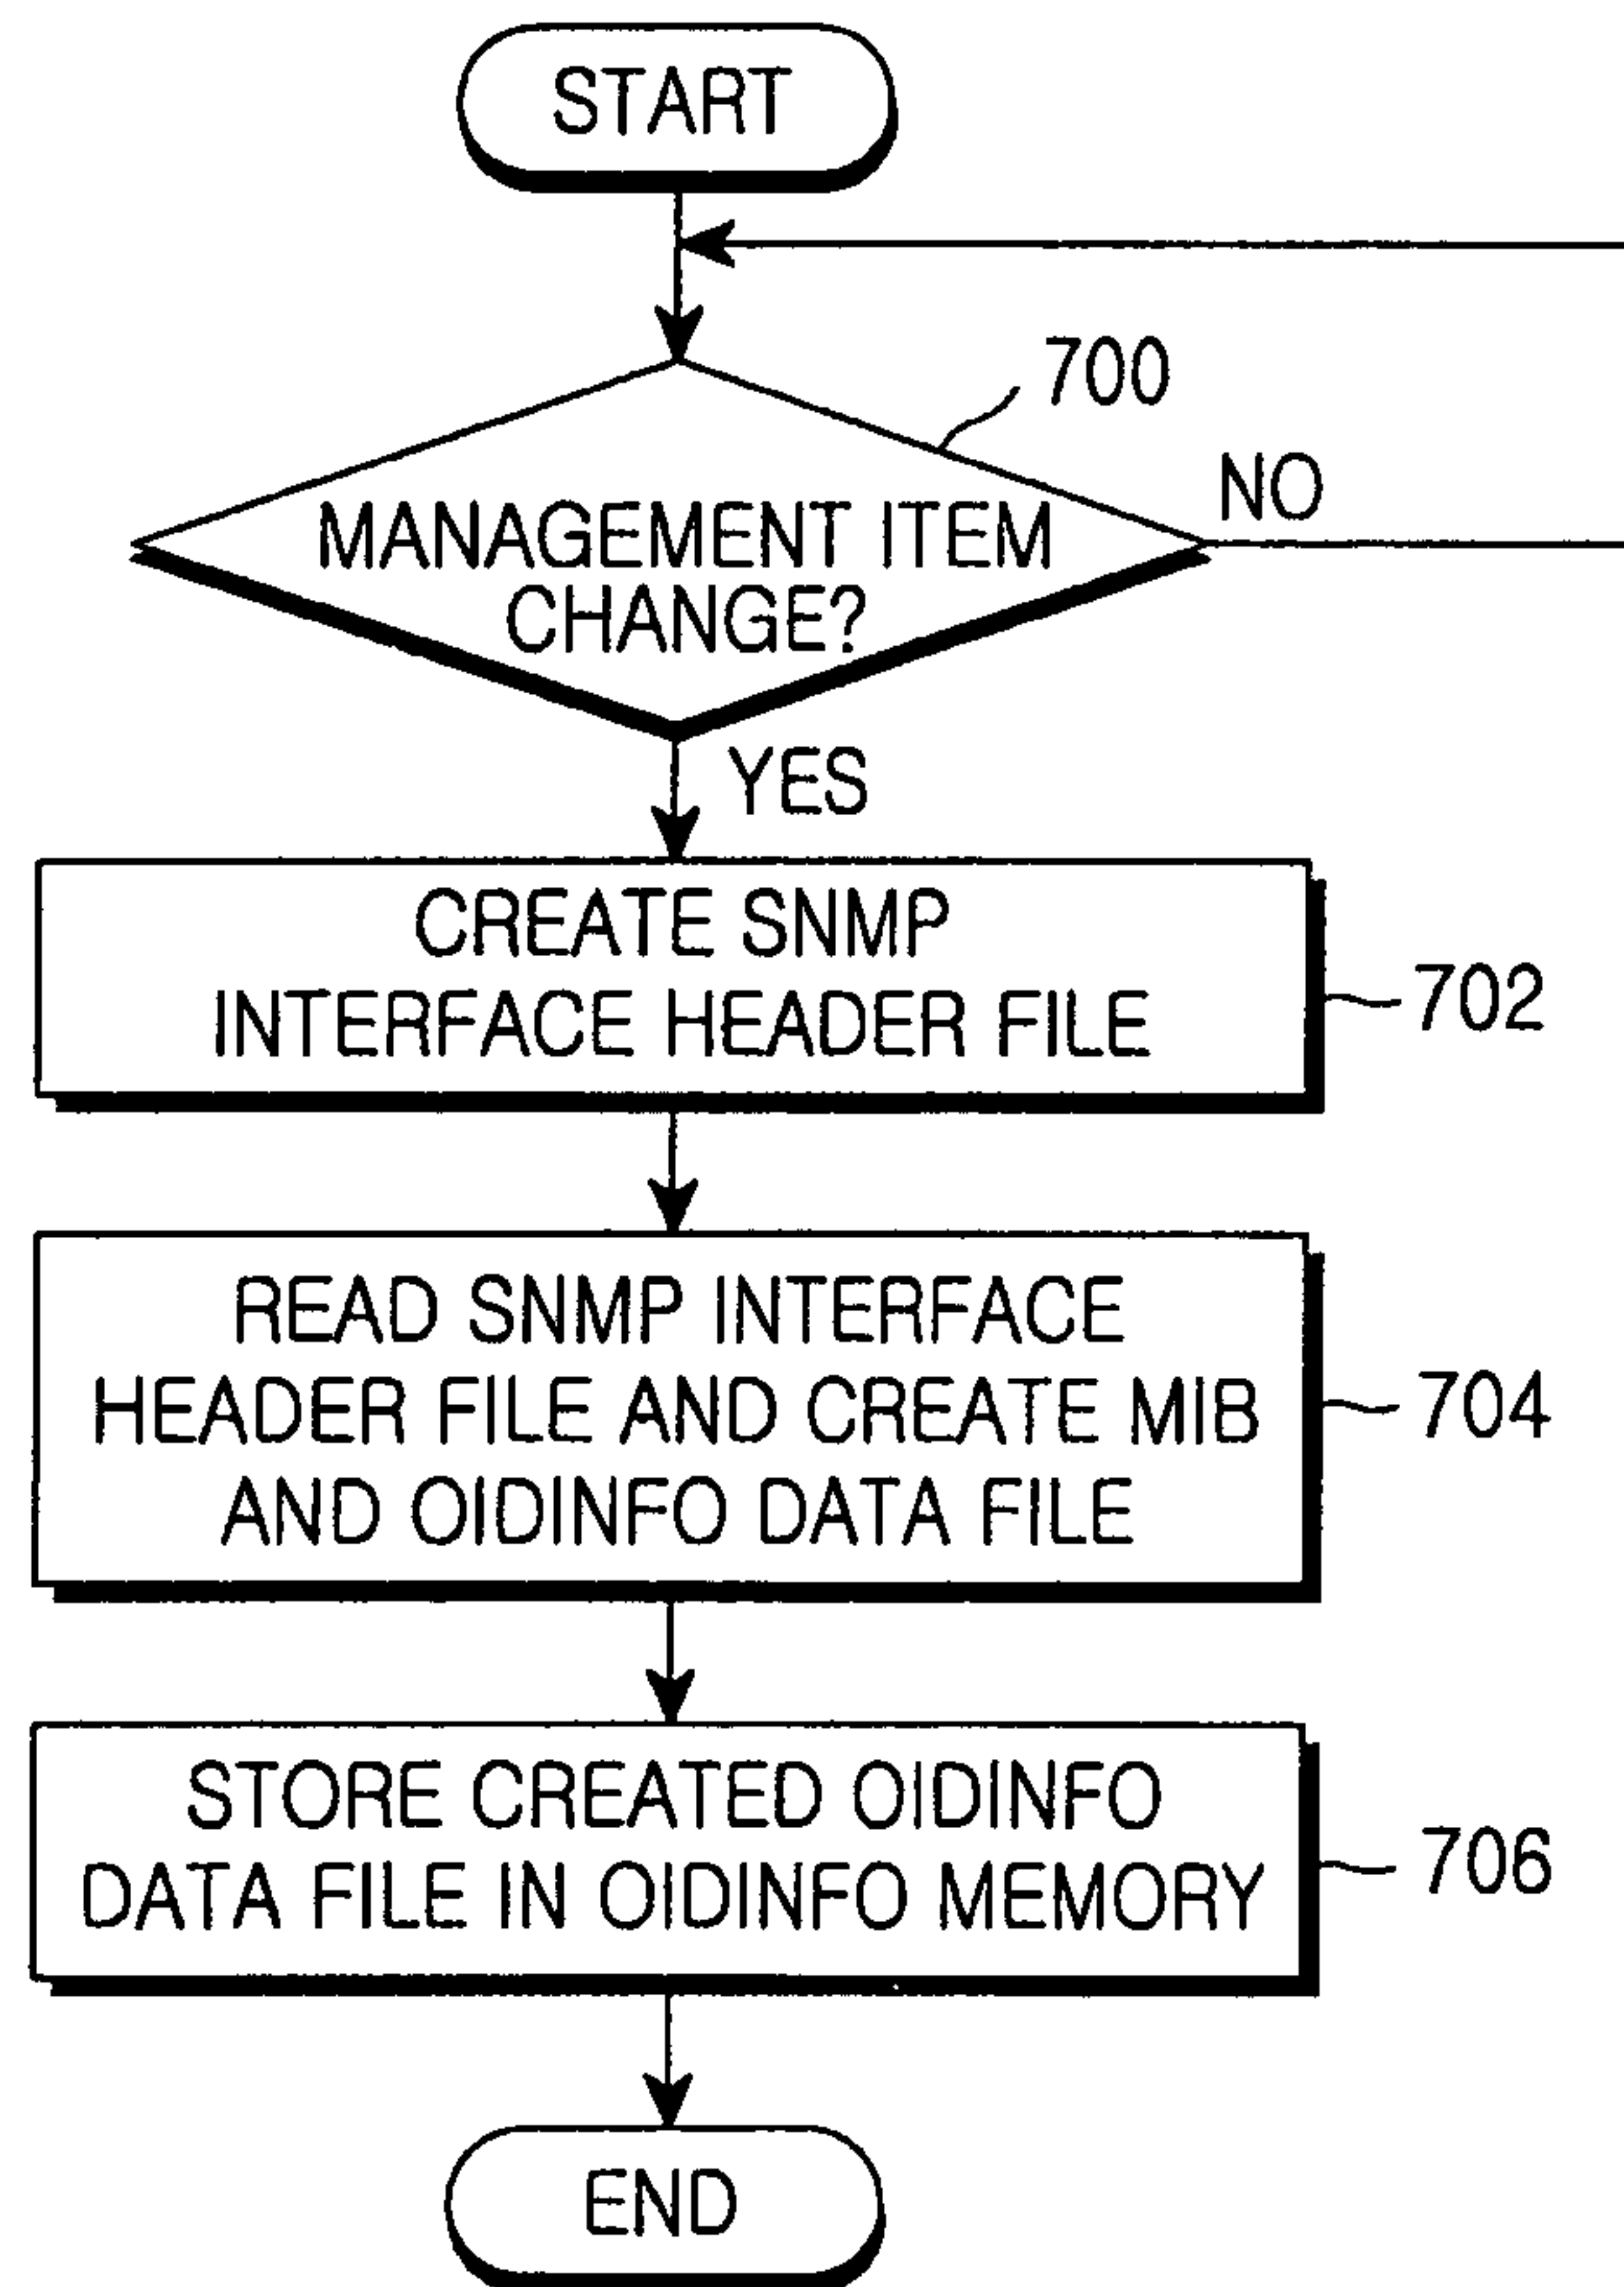 START
700
NO
MANAGEMENT ITEM
CHANGE?
YES
CREATE SNMP
INTERFACE HEADER FILE
702
READ SNMP INTERFACE
HEADER FILE AND CREATE MIB
AND OIDINFO DATA FILE
704
STORE CREATED OIDINFO
DATA FILE IN OIDINFO MEMORY
706
END